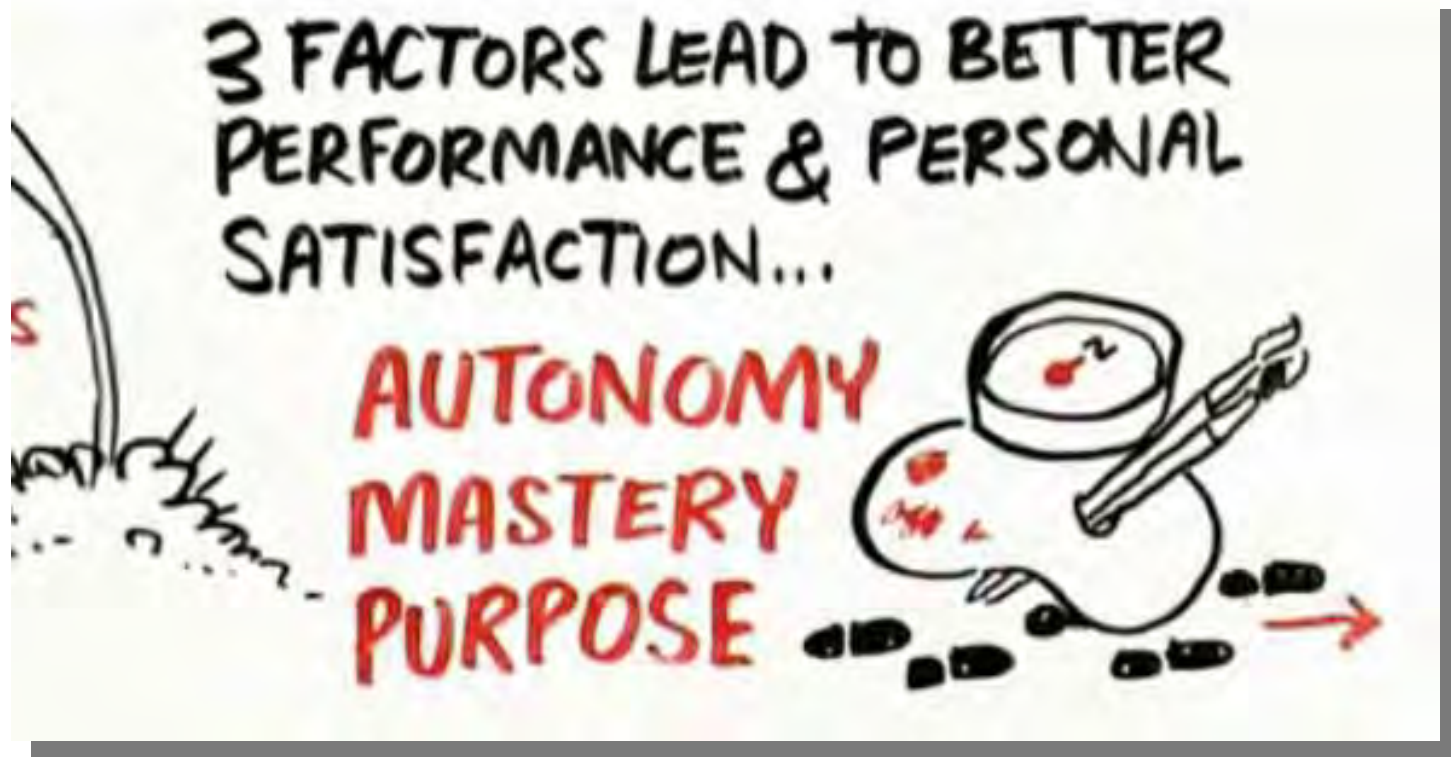 3 FACTORS LEAD TO BETTER
PERFORMANCE & PERSONAL
SATISFACTION...
AUTONOMY
MASTERY
PURPOSE
S
N